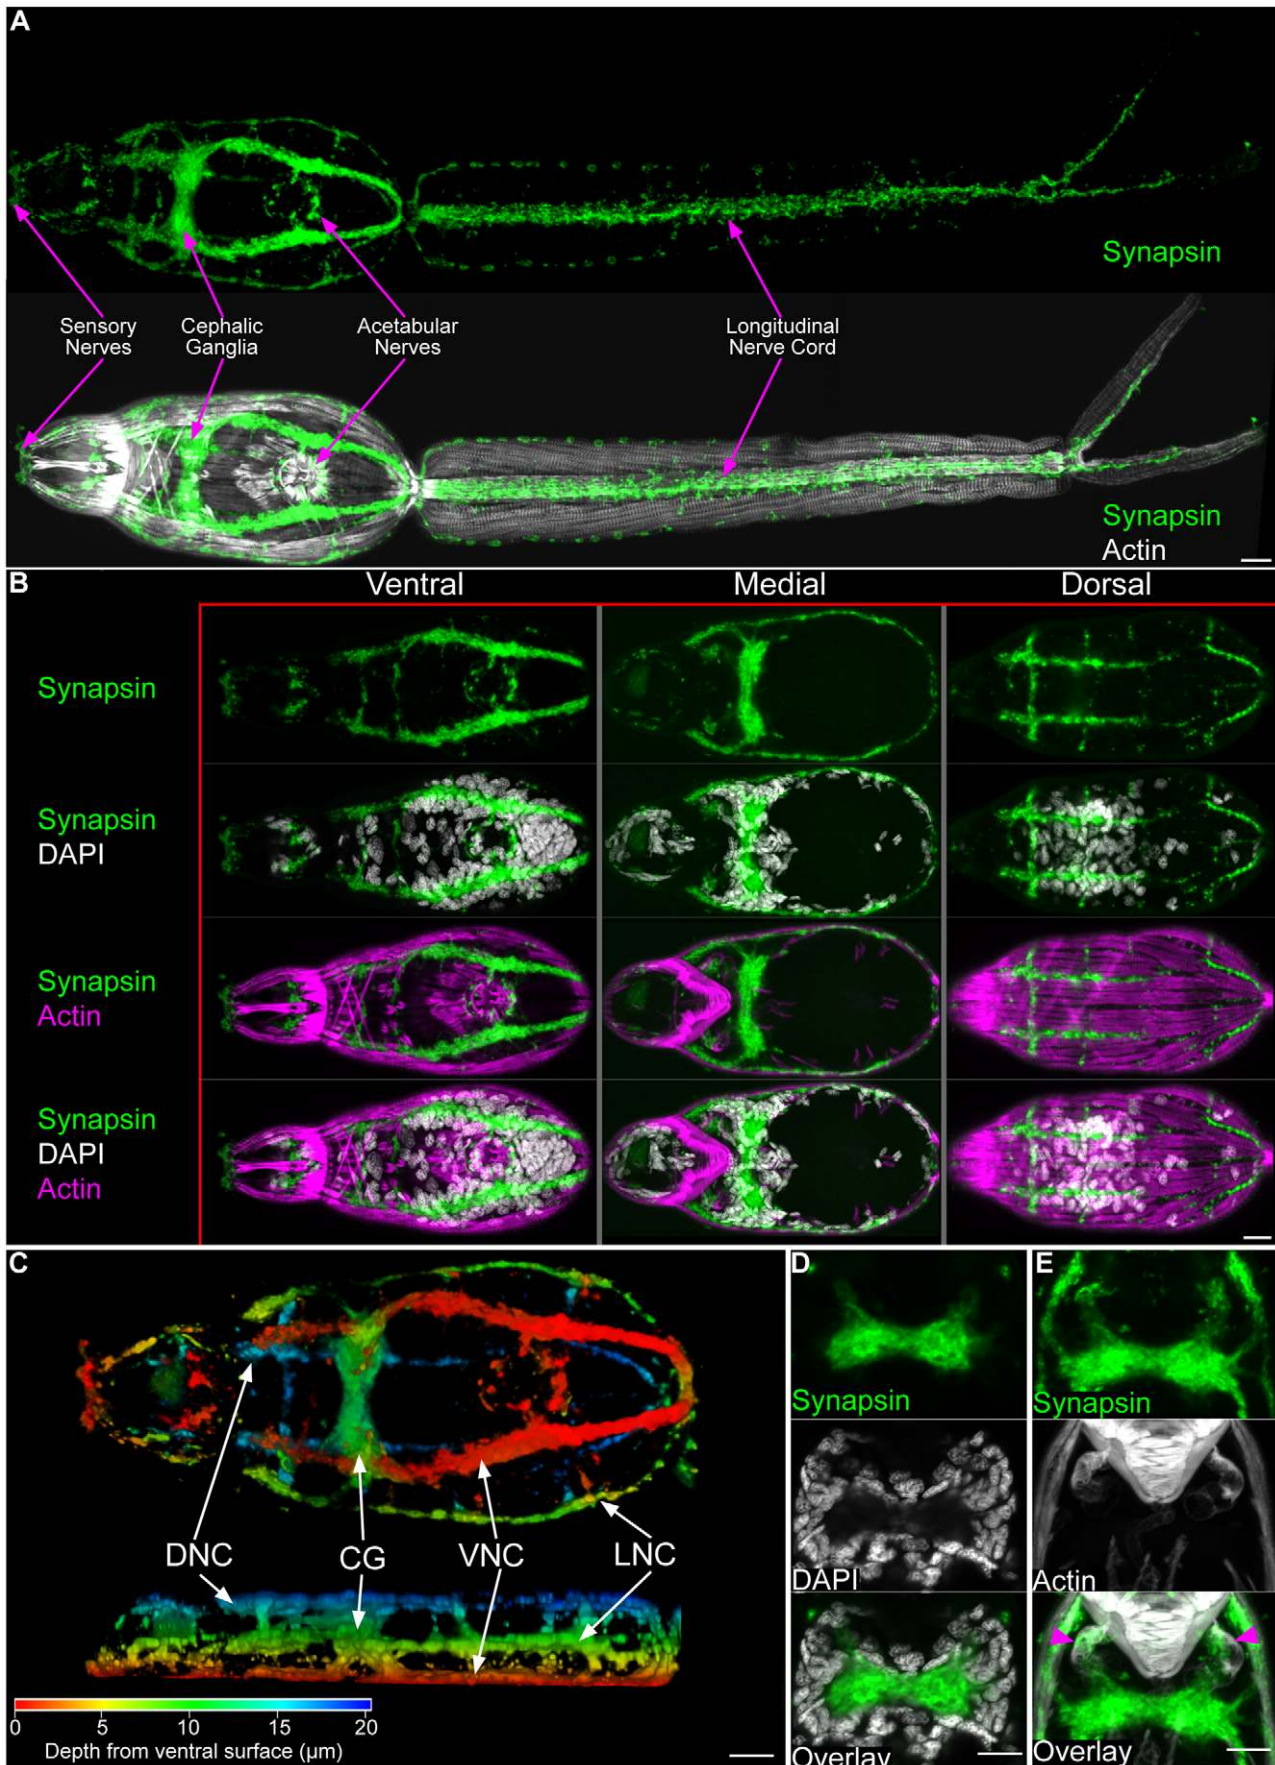 A
Synapsin
Sensory
Nerves
Cephalic
Ganglia
Acetabular
Nerves
Longitudinal
Nerve Cord
Synapsin
Actin
B
Ventral
Medial
Dorsal
Synapsin
Synapsin
DAPI
Synapsin
Actin
Synapsin
DAPI
Actin
C
DNC
CG
VNC
LNC
0
5
10
15
20
Depth from ventral surface (µm)
D
Synapsin
DAPI
Overlay
E
Synapsin
Actin
Overlay